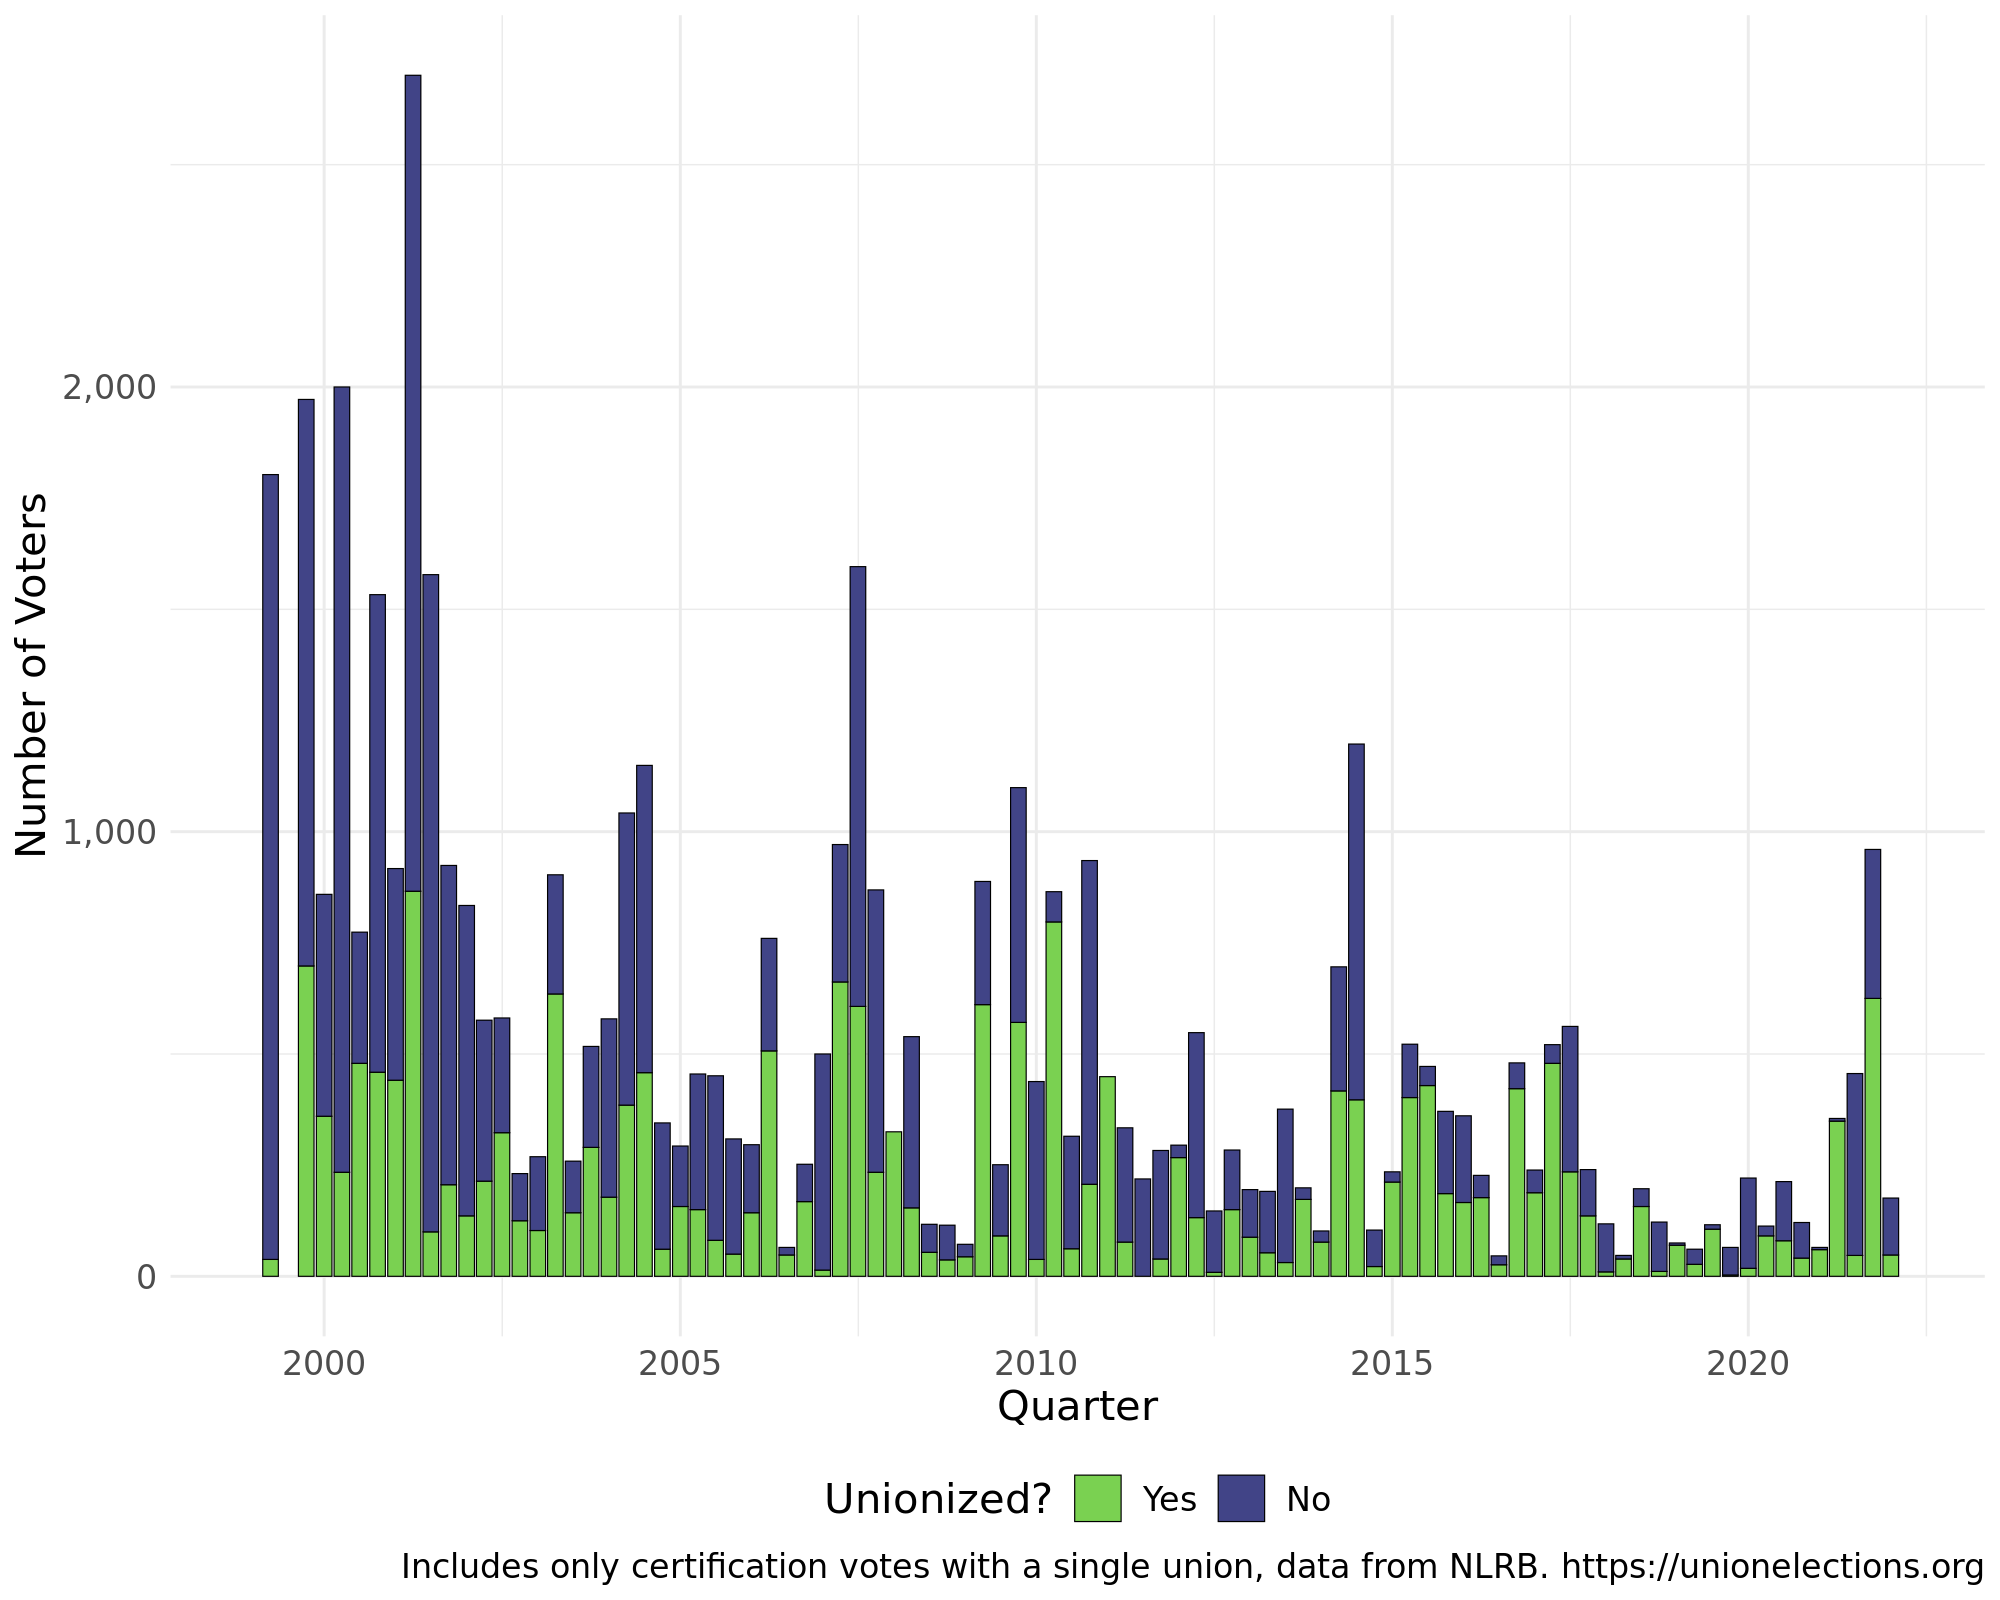 Number of Voters
2,000
1,000
0
2000 2005 2010 2015 2020
Quarter
Unionized? Yes No
Includes only certification votes with a single union, data from NLRB. https://unionelections.org